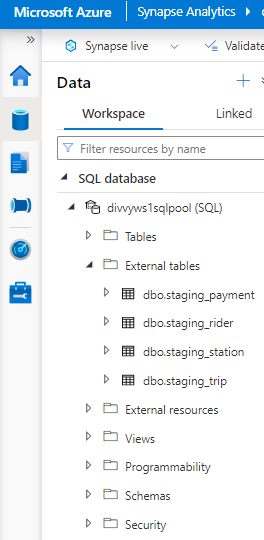 Microsoft Azure Synapse Analytics
Synapse live Validate
Data
Workspace Linked
Filter resources by name
SQL database
divvyws1sqlpool (SQL)
Tables
External tables
dbo.staging_payment
dbo.staging_rider
dbo.staging_station
dbo.staging_trip
External resources
Views
Programmability
Schemas
Security